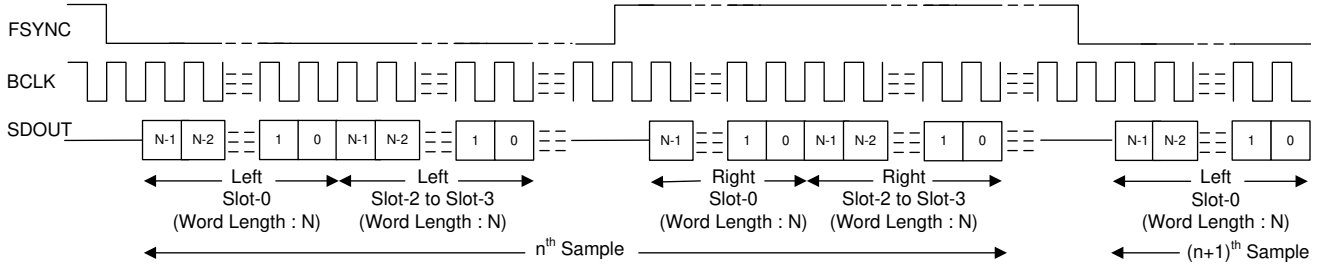 FSYNC
BCLK
SDOUT
N-1 N-2 1 0 N-1 N-2 1 0 N-1 1 0 N-1 N-2 1 0 N-1 N-2 1 0
Left Left Right Right Left
Slot-0 Slot-2 to Slot-3 Slot-0 Slot-2 to Slot-3 Slot-0
(Word Length : N) (Word Length : N) (Word Length : N) (Word Length : N) (Word Length : N)
nth Sample (n+1)th Sample